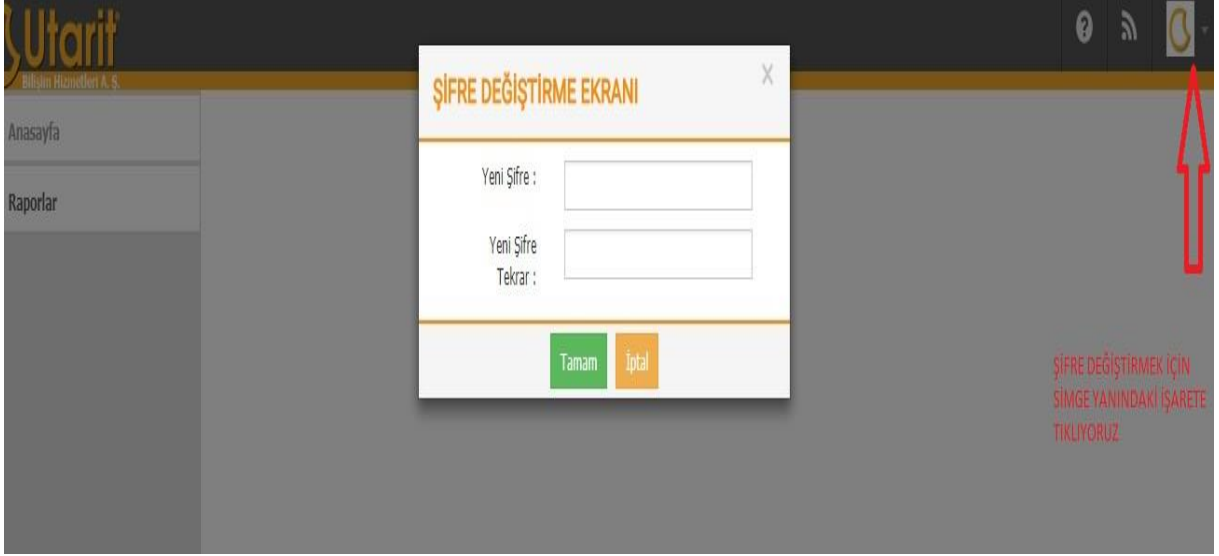 Utarit
Bilişim Hizmetleri A. Ş.
ŞİFRE DEĞİŞTİRME EKRANI
X
Anasayfa
Raporlar
Yeni Şifre :
Yeni Şifre
Tekrar :
Tamam
İptal
ŞİFRE DEĞİŞTİRMEK İÇİN
SİMGE YANINDAKİ İŞARETE
TIKLIYORUZ